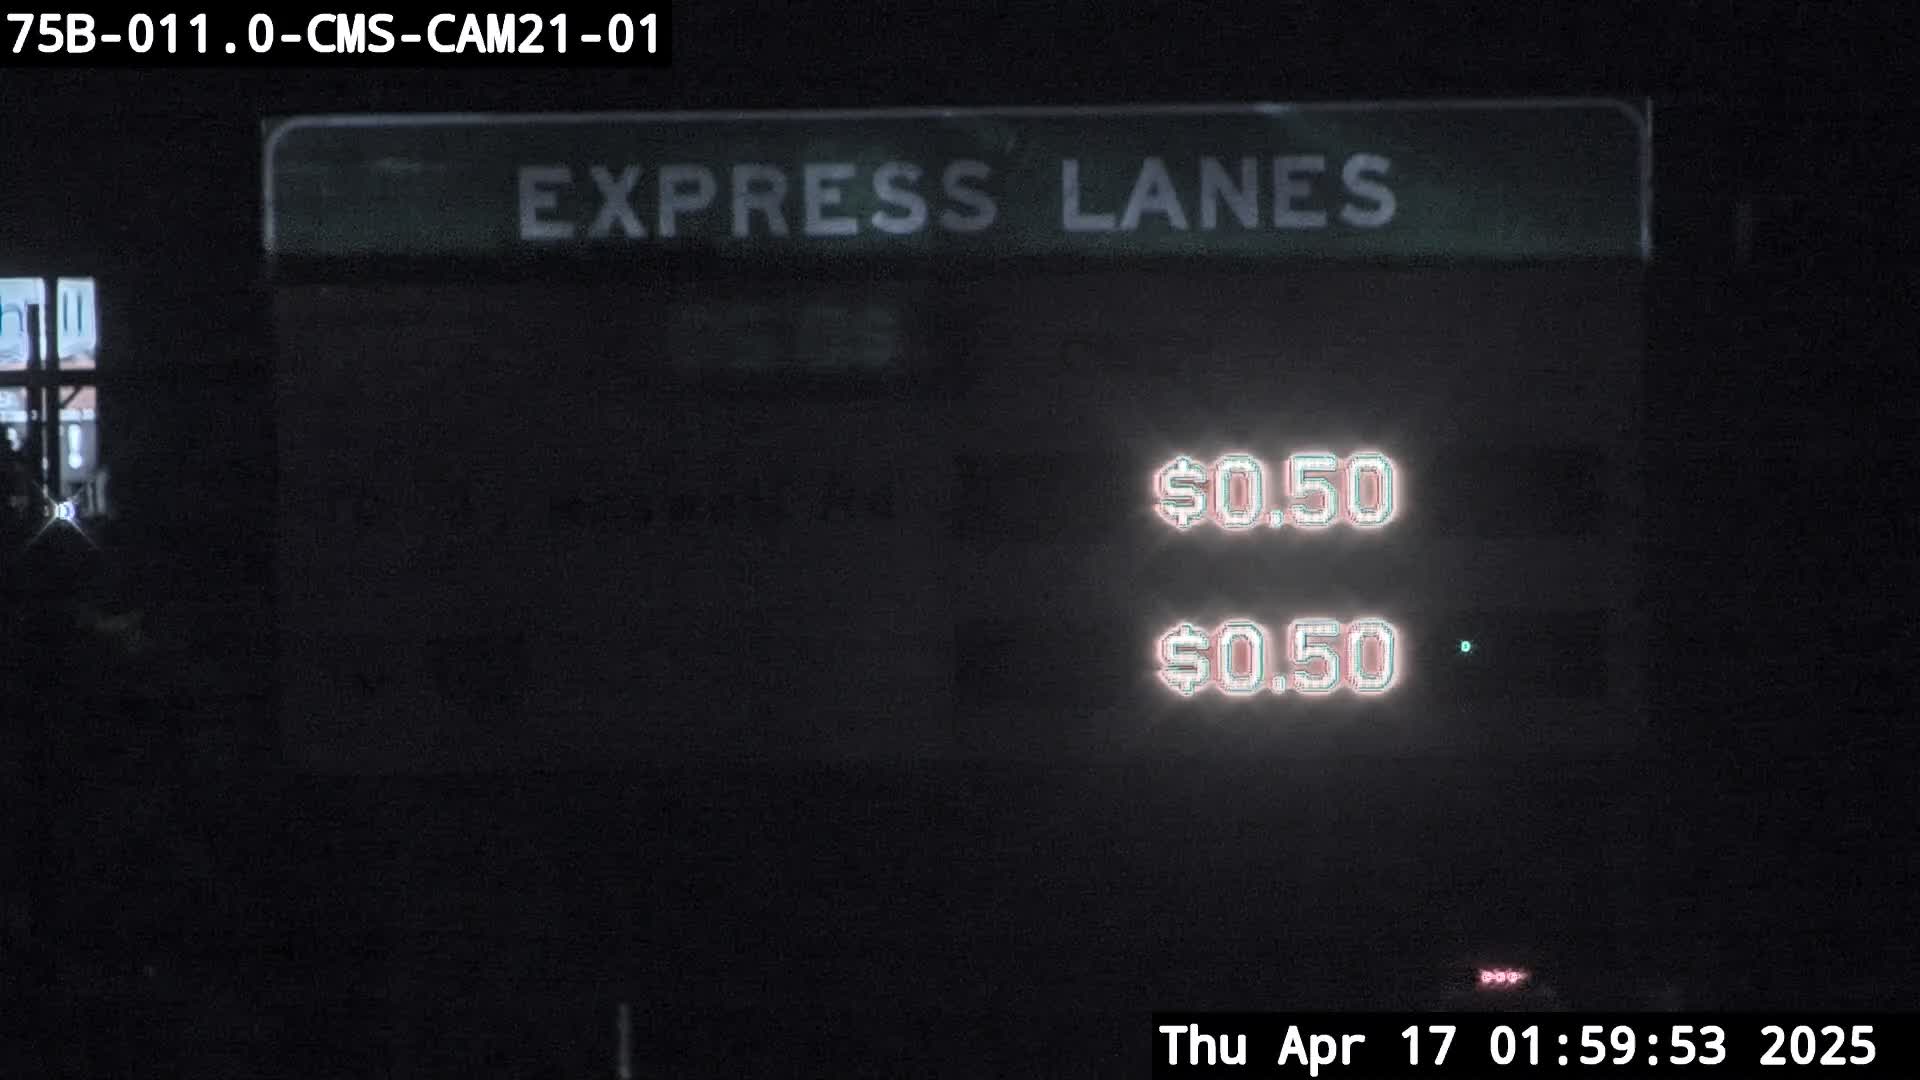 75B-011.0-CMS-CAM21-01
EXPRESS LANES
$0.50
$0.50
Thu Apr 17 01:59:53 2025